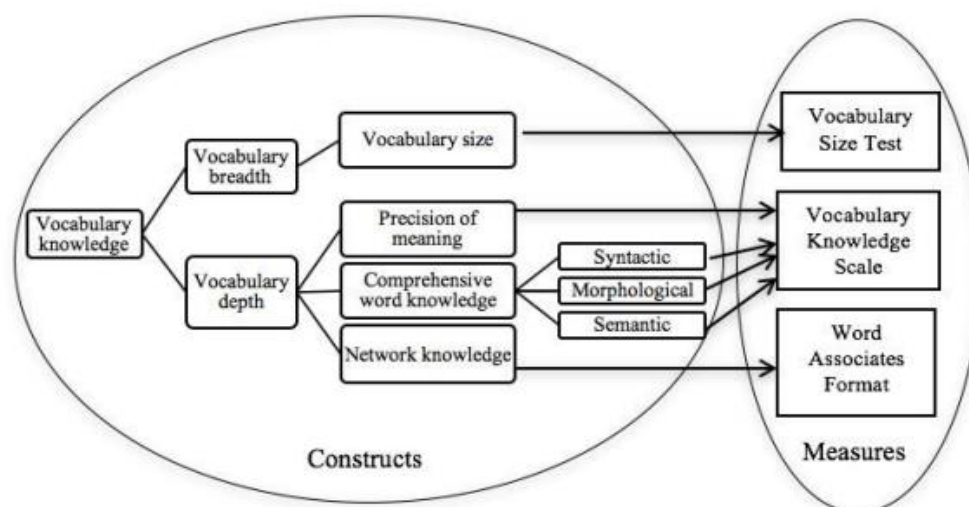 Vocabulary
knowledge
Vocabulary
breadth
Vocabulary
depth
Vocabulary size
Precision of
meaning
Comprehensive
word knowledge
Network knowledge
Syntactic
Morphological
Semantic
Constructs
Vocabulary
Size Test
Vocabulary
Knowledge
Scale
Word
Associates
Format
Measures